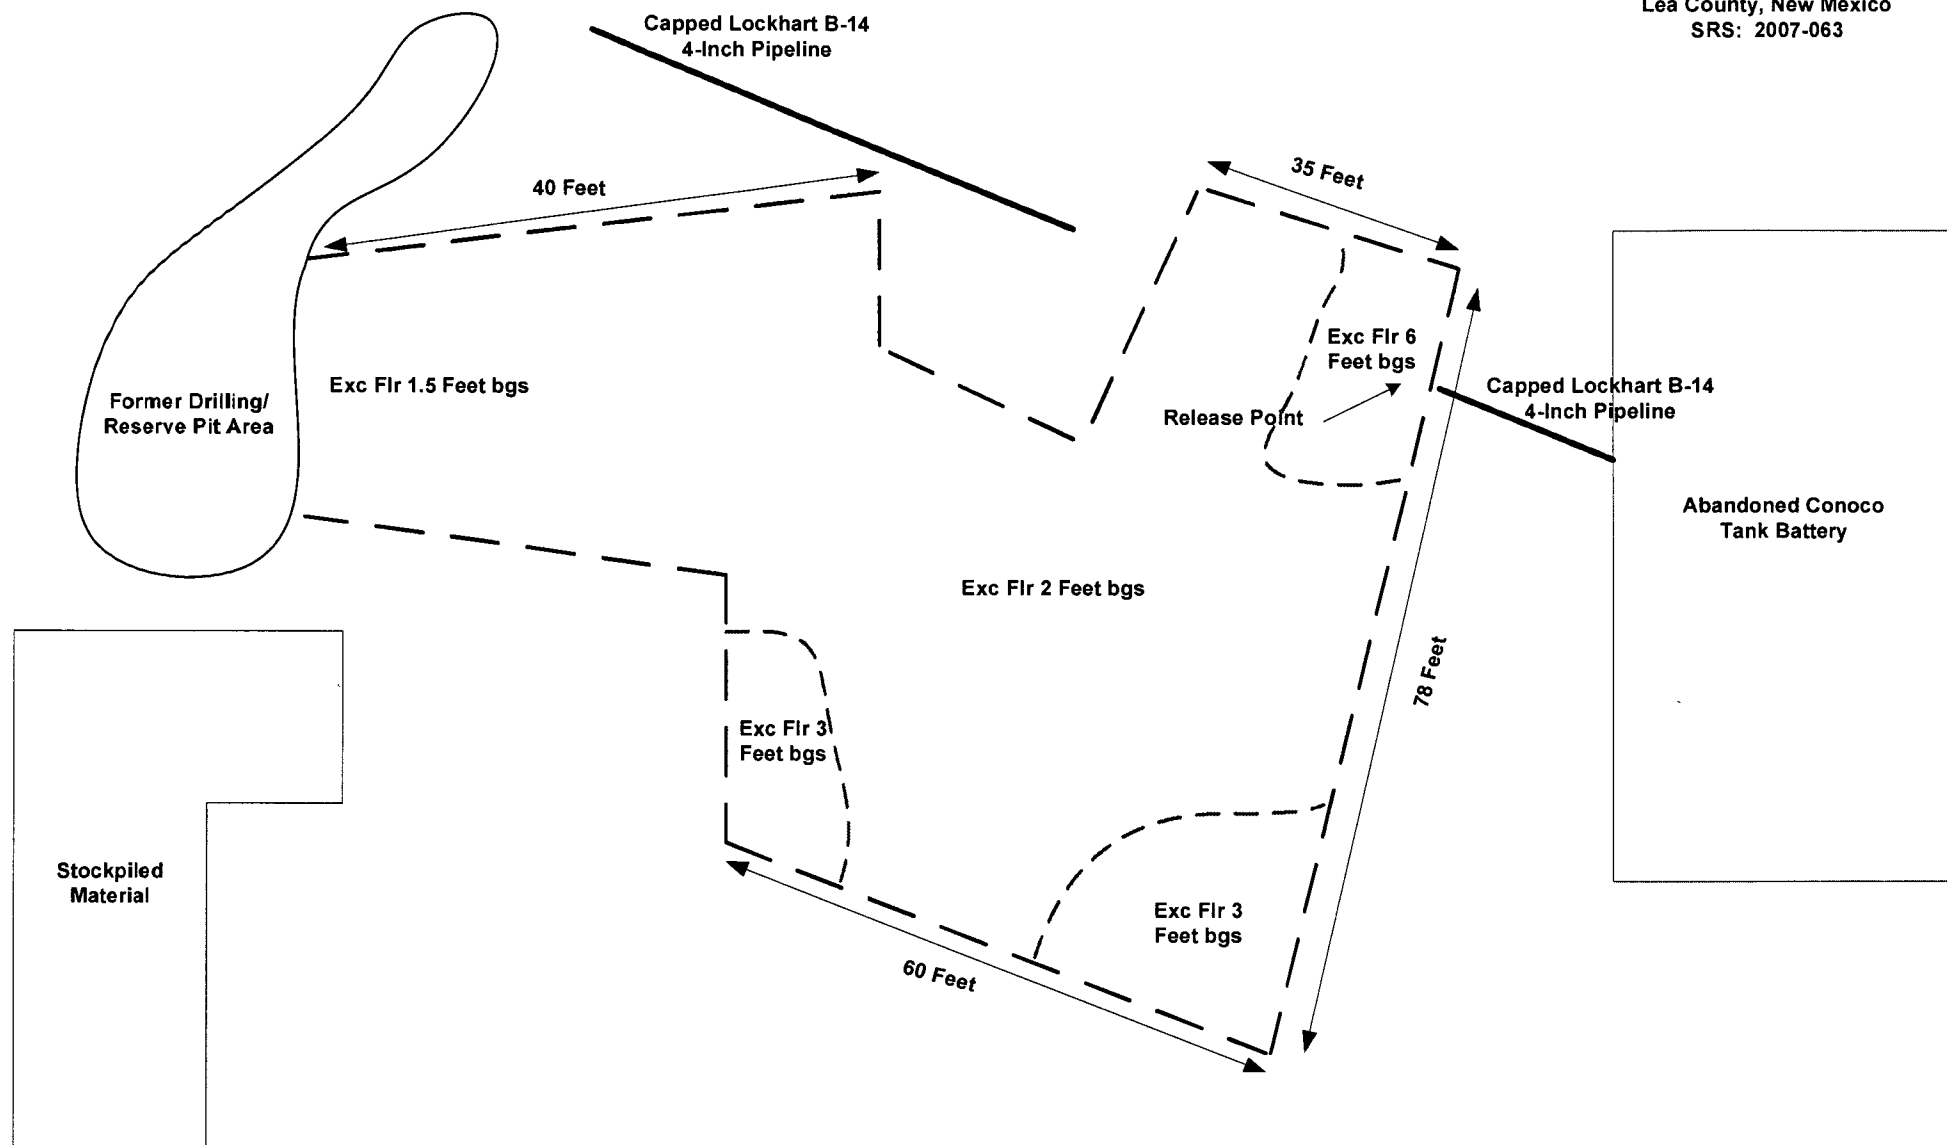 Lea County, New Mexico
SRS: 2007-063
Capped Lockhart B-14
4-Inch Pipeline
35 Feet
40 Feet
Exc Flr 6
Feet bgs
Capped Lockhart B-14
4-Inch Pipeline
Release Point
Exc Flr 1.5 Feet bgs
Former Drilling/
Reserve Pit Area
Abandoned Conoco
Tank Battery
Exc Flr 2 Feet bgs
78 Feet
Exc Flr 3
Feet bgs
Stockpiled
Material
Exc Flr 3
Feet bgs
60 Feet